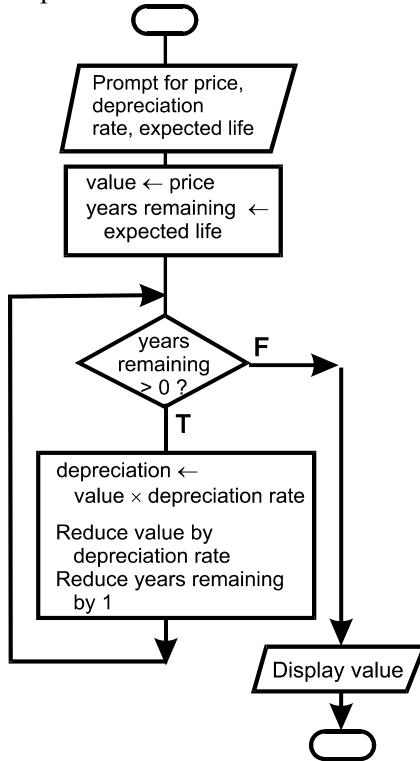 Prompt for price,
depreciation
rate, expected life
value ← price
years remaining ←
expected life
years
remaining
> 0 ?
F
T
depreciation ←
value × depreciation rate
Reduce value by
depreciation rate
Reduce years remaining
by 1
Display value